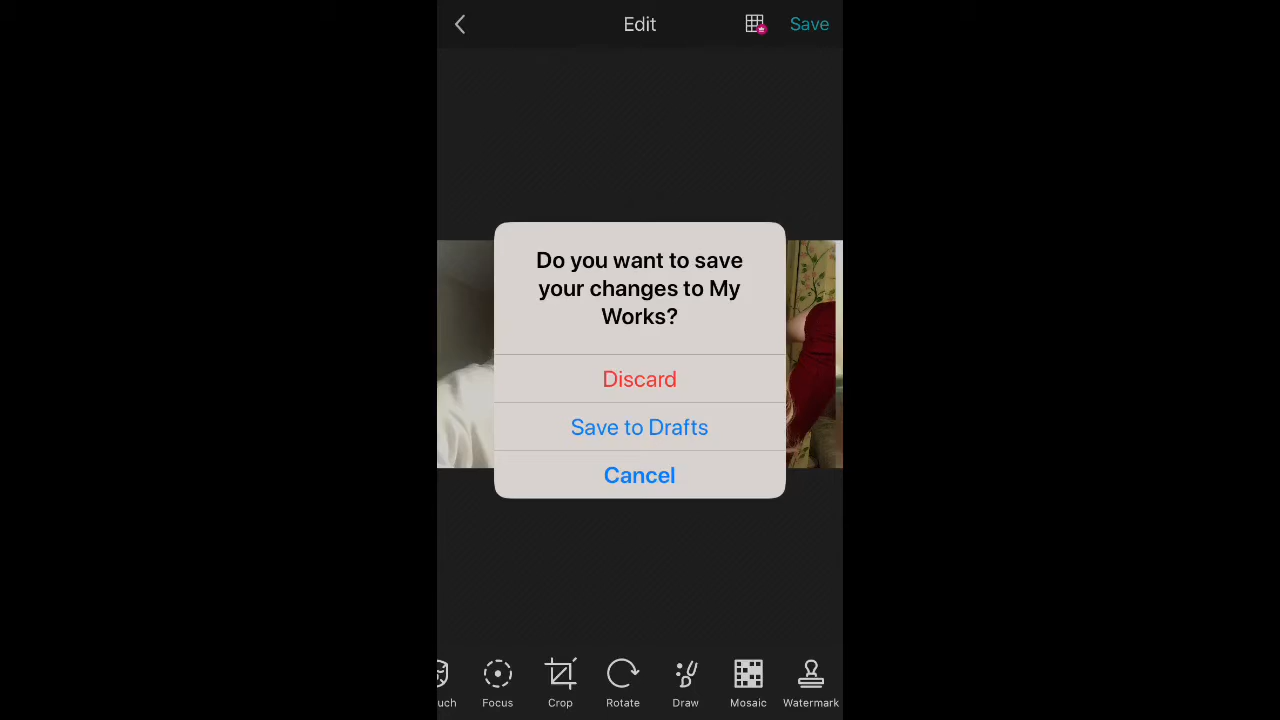 Edit
Save
Do you want to save
your changes to My
Works?
Discard
Save to Drafts
Cancel
uch
Focus
Crop
Rotate
Draw
Mosaic
Watermark